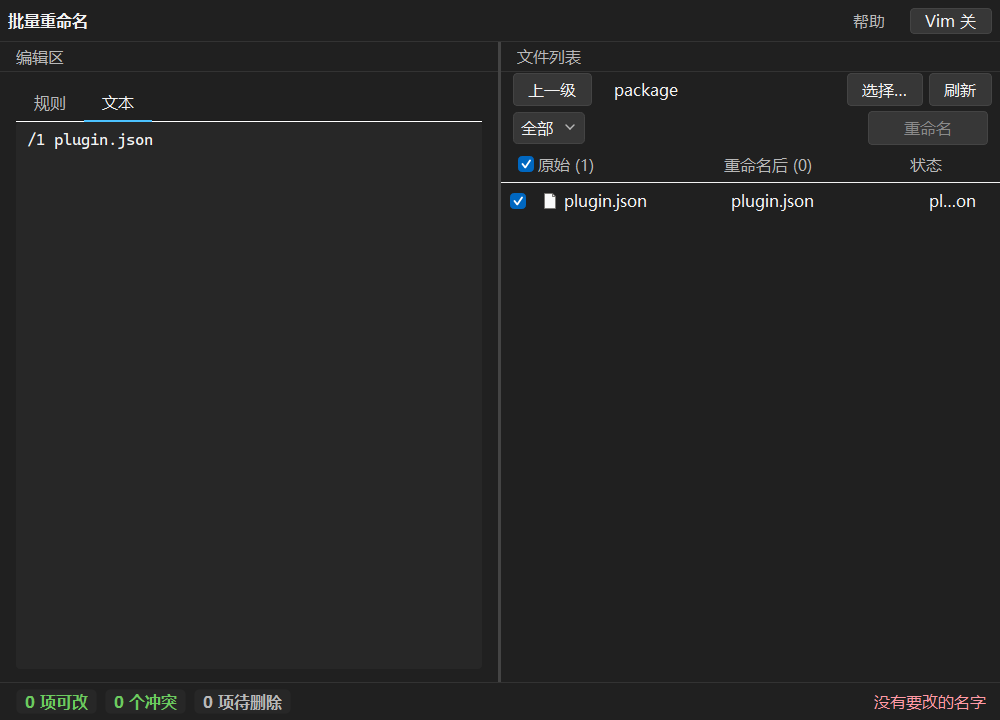 批量重命名
帮助
Vim 关
编辑区
文件列表
规则
文本
/1 plugin.json
上一级
package
选择...
刷新
全部
重命名
原始 (1)
重命名后 (0)
状态
plugin.json
plugin.json
pl...on
0 项可改
0 个冲突
0 项待删除
没有要改的名字